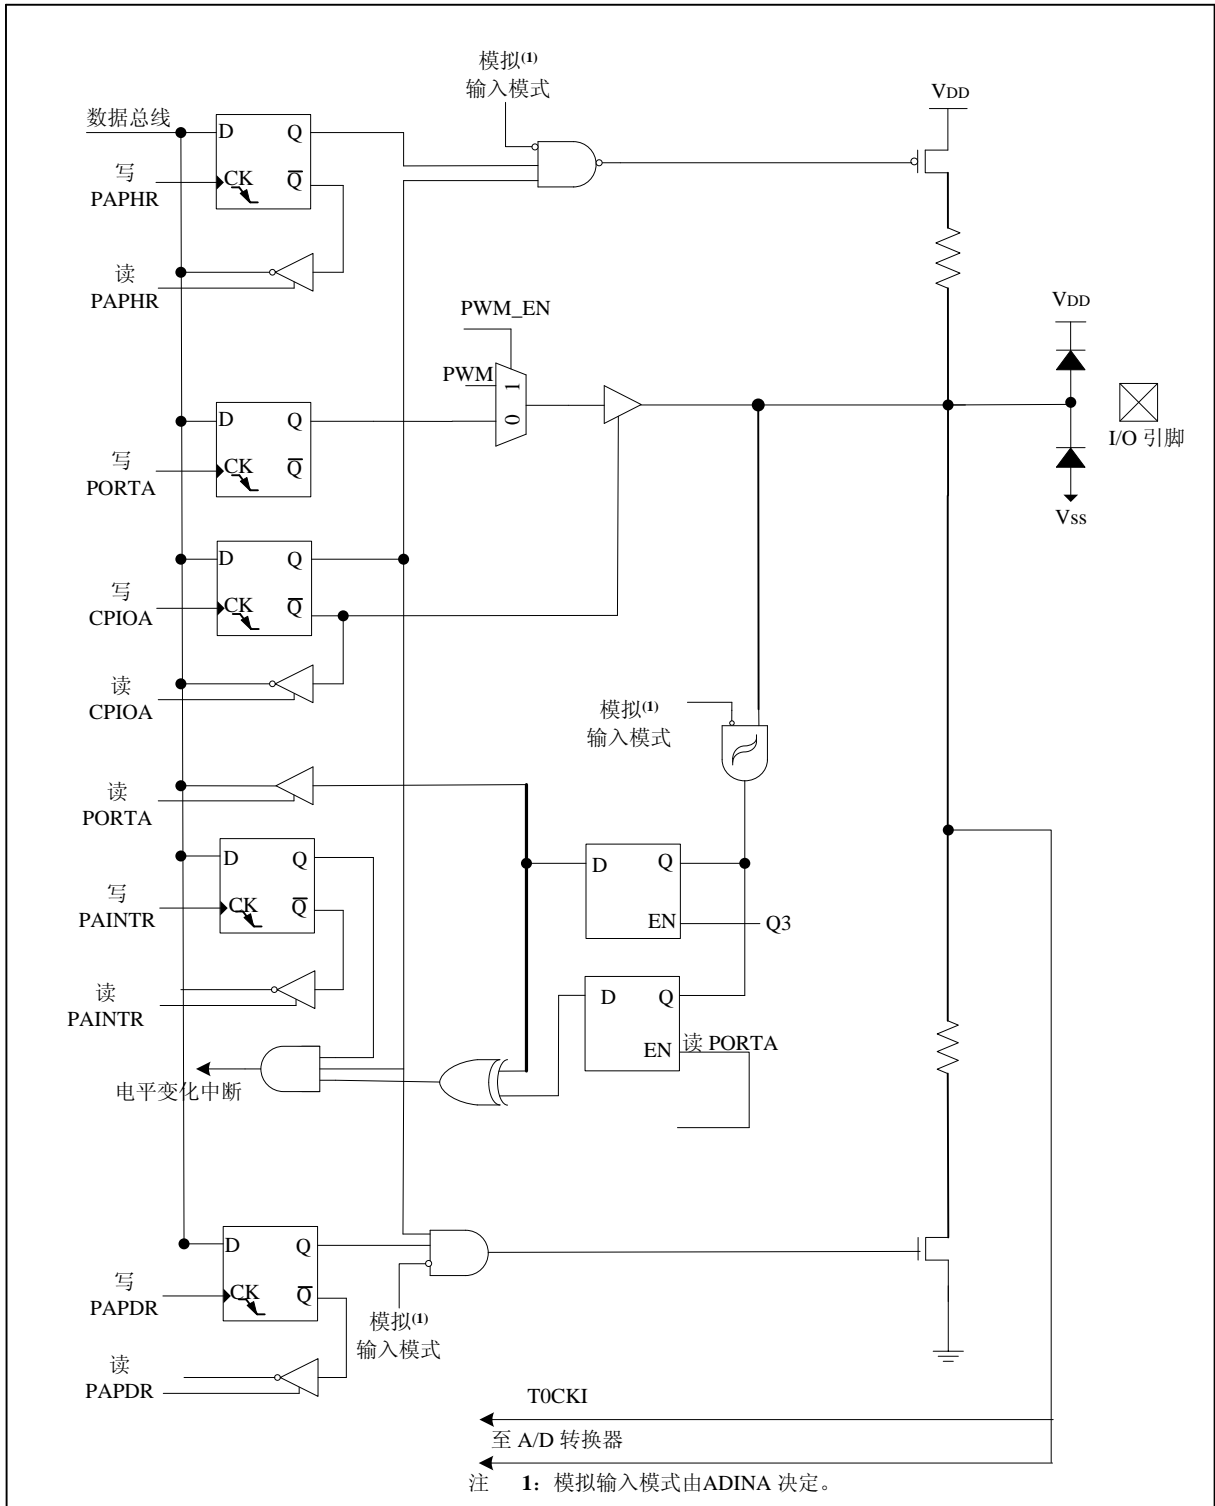 模拟(1)
输入模式
VDD
数据总线
D Q
写
PAPHR
CK Q
读
PAPHR
VDD
PWM_EN
PWM
1
0
I/O 引脚
D Q
写
PORTA
CK Q
VSS
D Q
写
CPIOA
CK Q
读
CPIOA
模拟(1)
输入模式
读
PORTA
D Q
写
PAINTR
CK Q
D Q
EN
Q3
读
PAINTR
D Q
EN
读 PORTA
电平变化中断
D Q
写
PAPDR
CK Q
模拟(1)
输入模式
读
PAPDR
T0CKI
至 A/D 转换器
注 1：模拟输入模式由ADINA 决定。